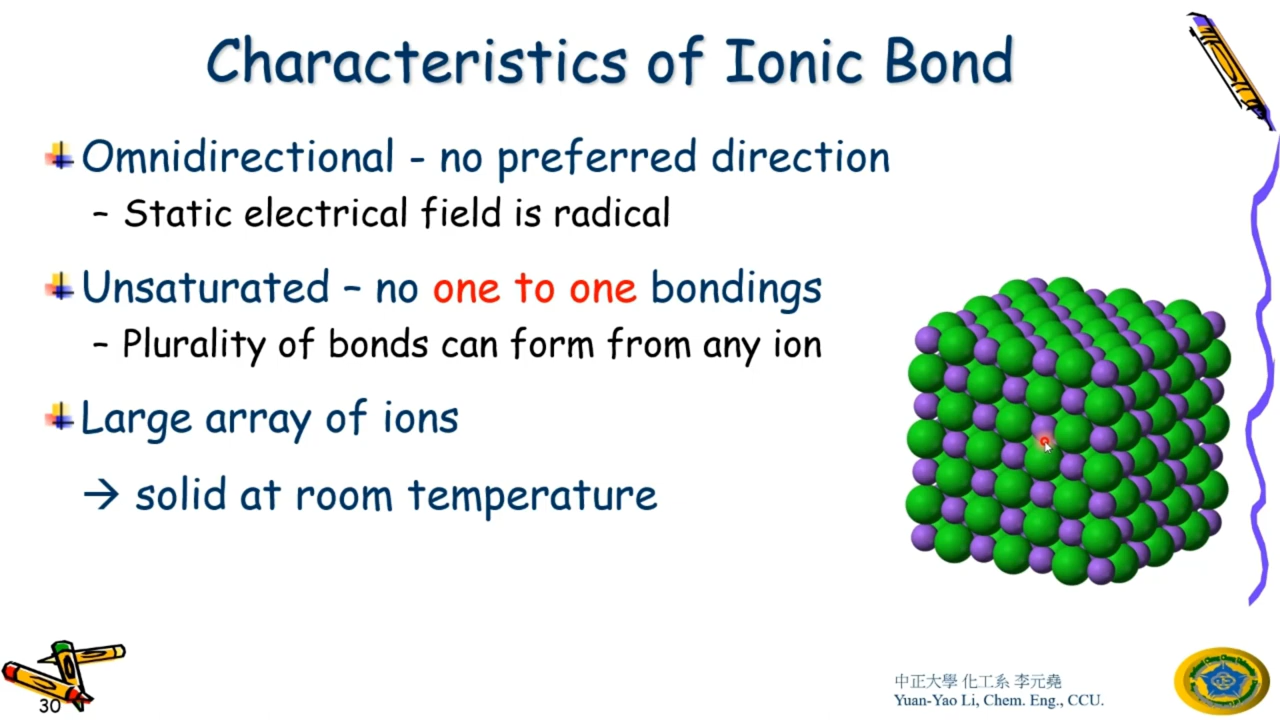 Characteristics of Ionic Bond
Omnidirectional - no preferred direction
– Static electrical field is radical
Unsaturated – no one to one bondings
– Plurality of bonds can form from any ion
Large array of ions
→ solid at room temperature
30
中正大學 化工系 李元堯
Yuan-Yao Li, Chem. Eng., CCU.